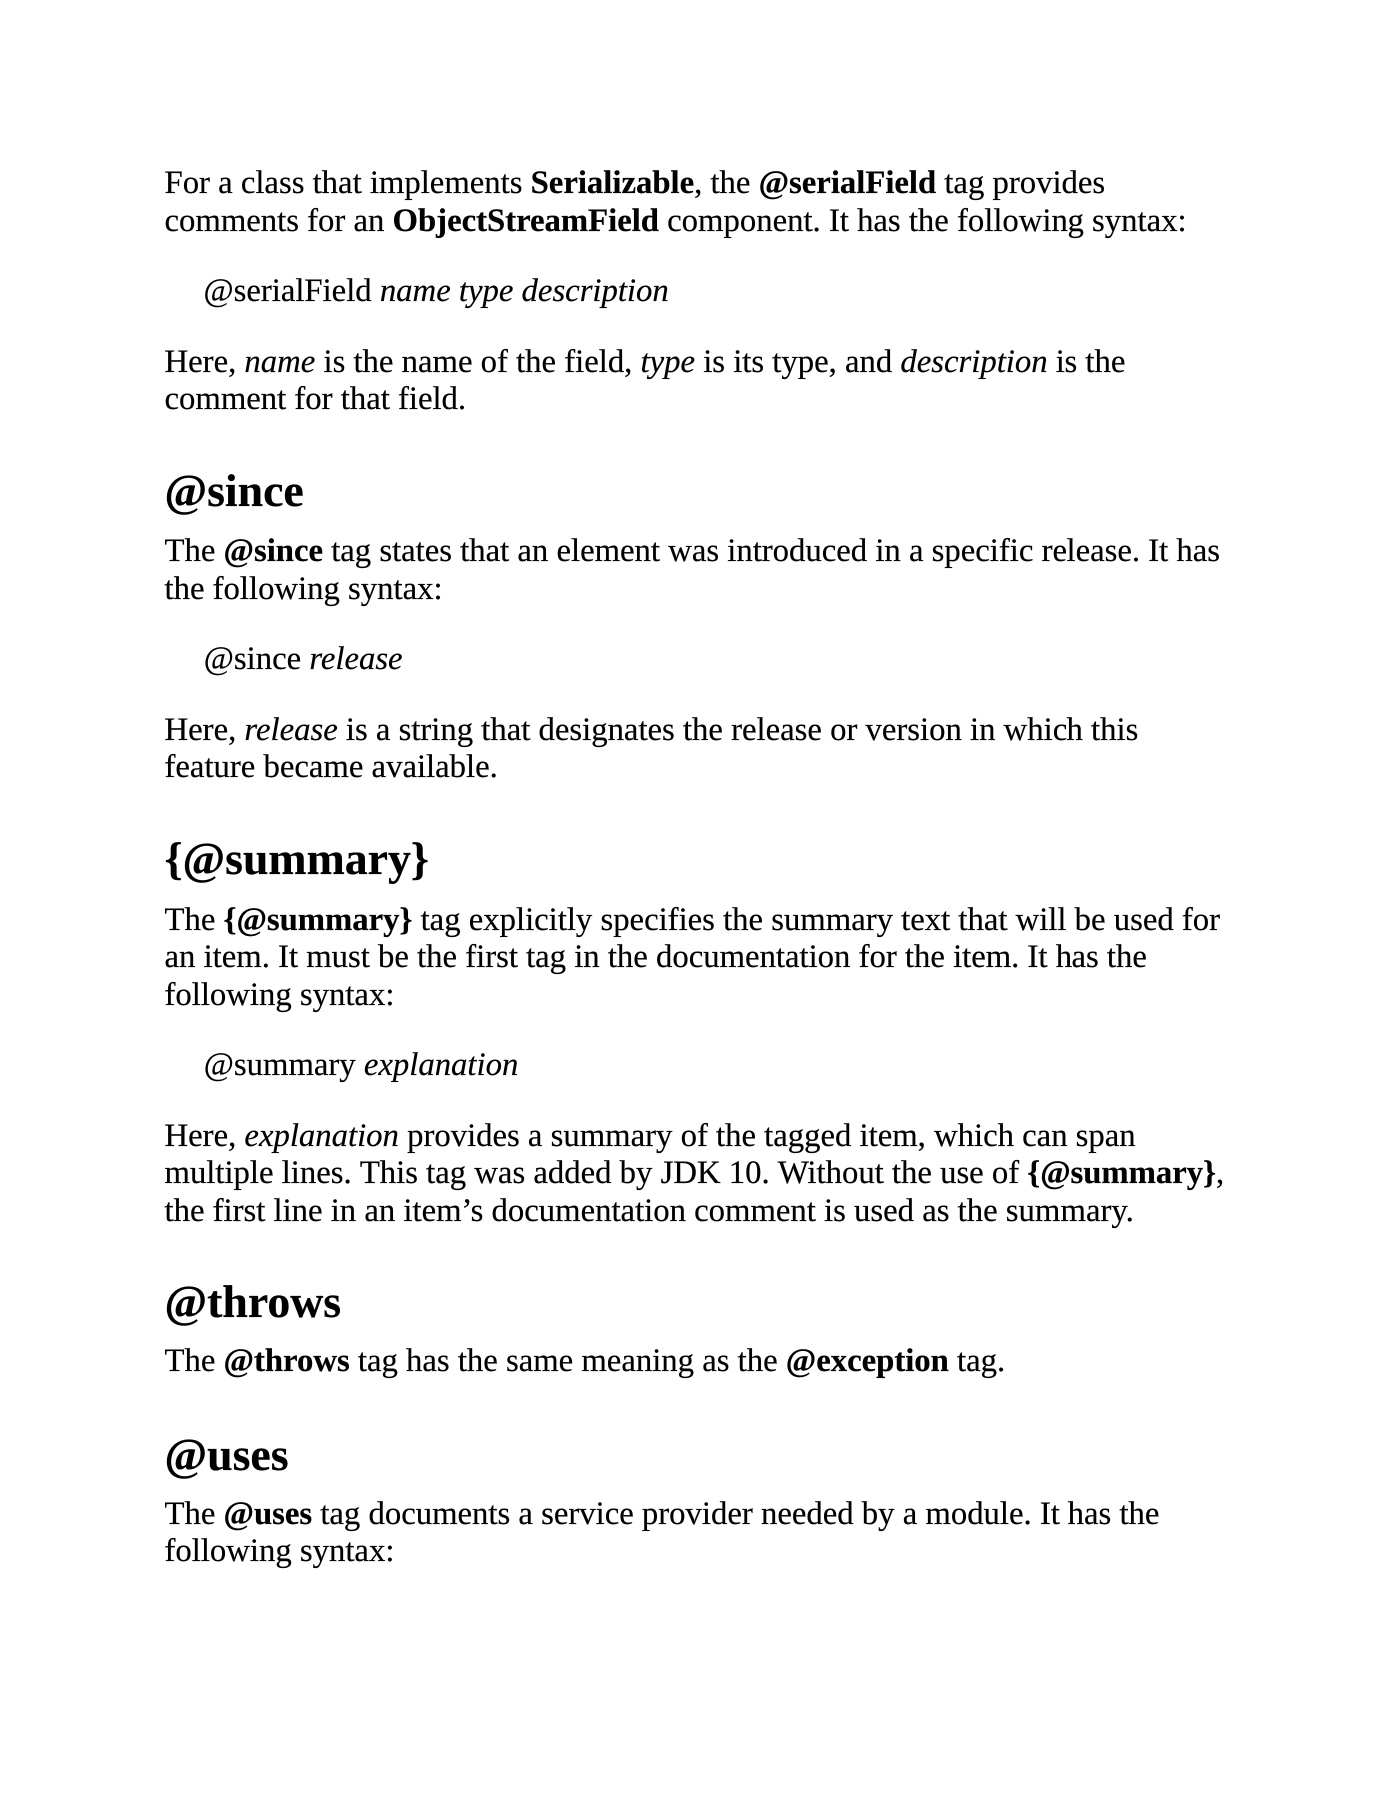 For a class that implements Serializable, the @serialField tag provides
comments for an ObjectStreamField component. It has the following syntax:
@serialField name type description
Here, name is the name of the field, type is its type, and description is the
comment for that field.
@since
The @since tag states that an element was introduced in a specific release. It has
the following syntax:
@since release
Here, release is a string that designates the release or version in which this
feature became available.
{@summary}
The {@summary} tag explicitly specifies the summary text that will be used for
an item. It must be the first tag in the documentation for the item. It has the
following syntax:
@summary explanation
Here, explanation provides a summary of the tagged item, which can span
multiple lines. This tag was added by JDK 10. Without the use of {@summary},
the first line in an item’s documentation comment is used as the summary.
@throws
The @throws tag has the same meaning as the @exception tag.
@uses
The @uses tag documents a service provider needed by a module. It has the
following syntax: